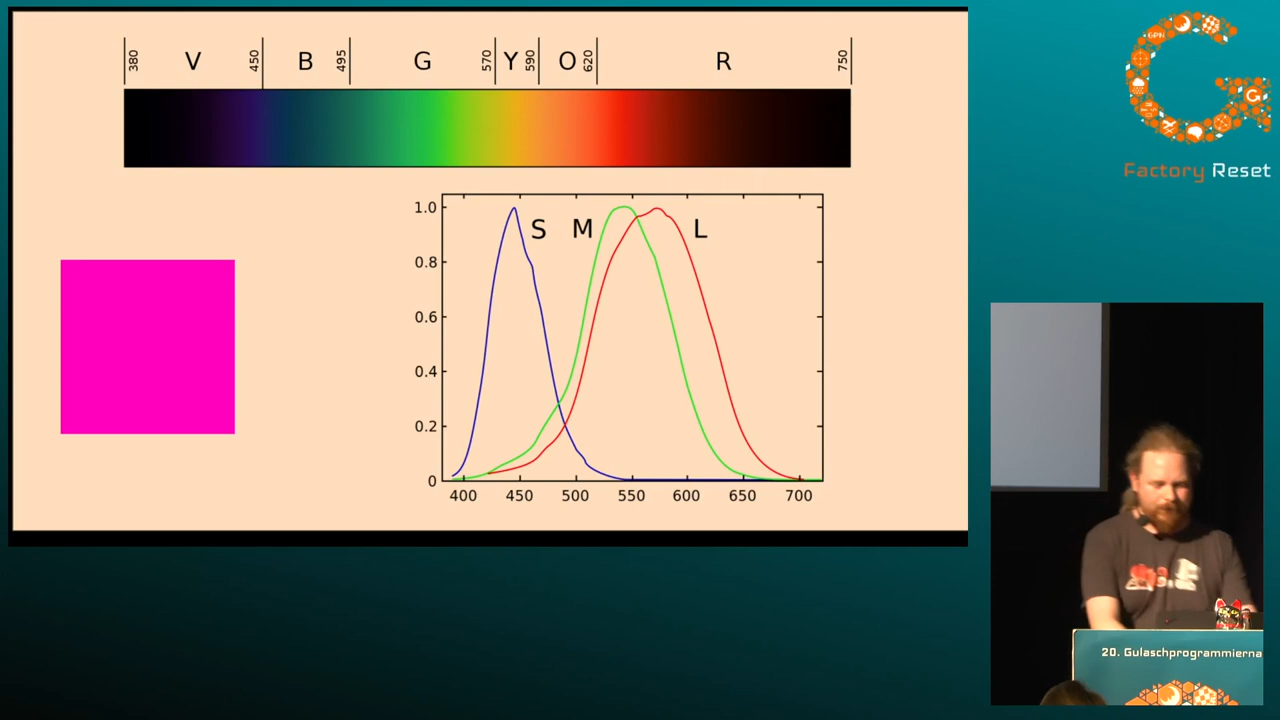 380 V 450 B 495 G 570 Y 590 O 620 R 750
1.0
0.8
0.6
0.4
0.2
0
S M L
400 450 500 550 600 650 700
GPN
G
Factory Reset
20. Gulaschprogrammierna